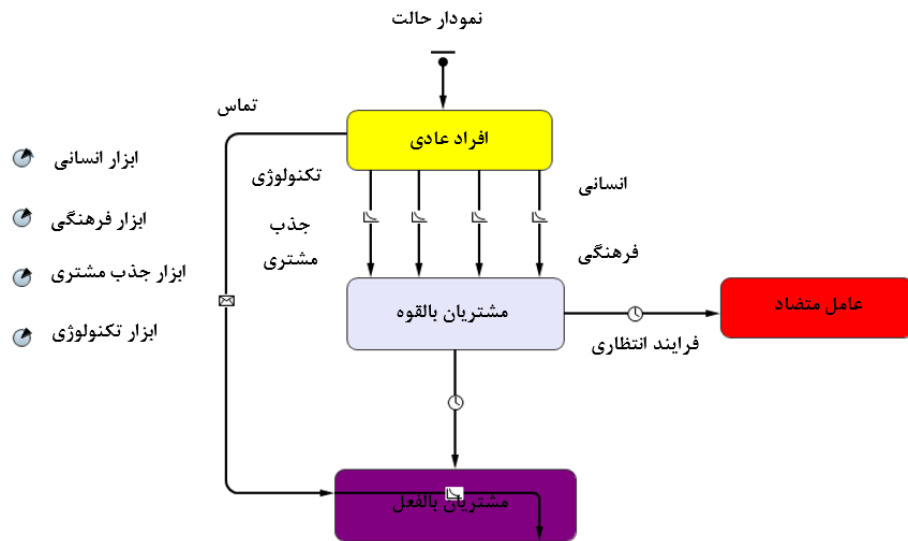 نمودار حالت
تماس
افراد عادی
ابزار انسانی
تکنولوژی
انسانی
ابزار فرهنگی
جذب
مشتری
فرهنگی
ابزار جذب مشتری
مشتریان بالقوه
عامل متضاد
ابزار تکنولوژی
فرایند انتظاری
مشتریان بالفعل